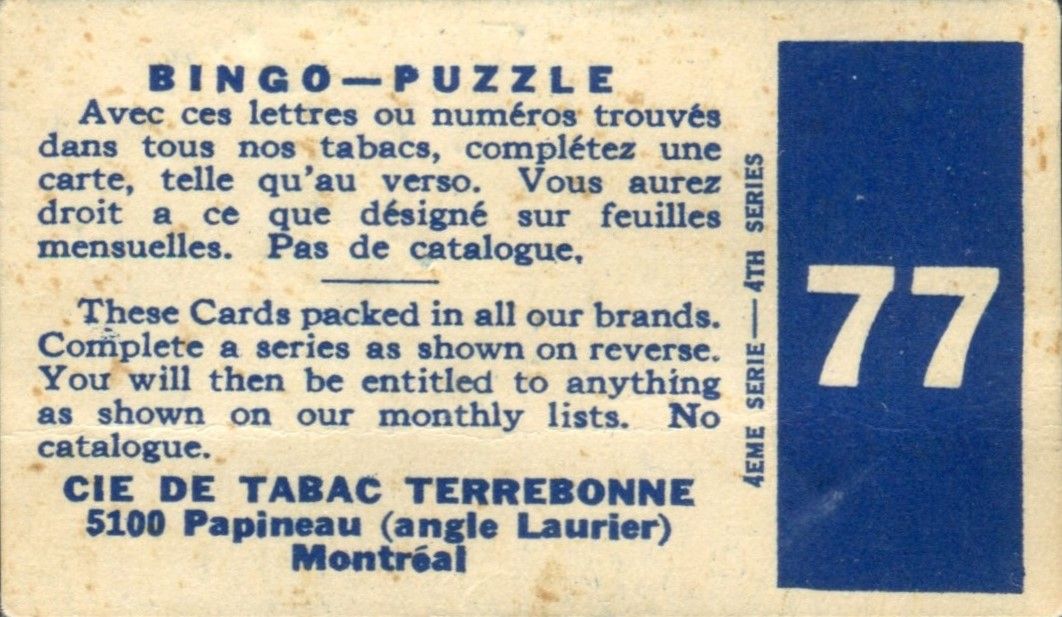 BINGO—PUZZLE
Avec ces lettres ou numéros trouvés
dans tous nos tabacs, complétez une
carte, telle qu'au verso. Vous aurez
droit a ce que désigné sur feuilles
mensuelles. Pas de catalogue.
These Cards packed in all our brands.
Complete a series as shown on reverse.
You will then be entitled to anything
as shown on our monthly lists. No
catalogue.
CIE DE TABAC TERREBONNE
5100 Papineau (angle Laurier)
Montréal
4EME SERIE—4TH SERIES
77